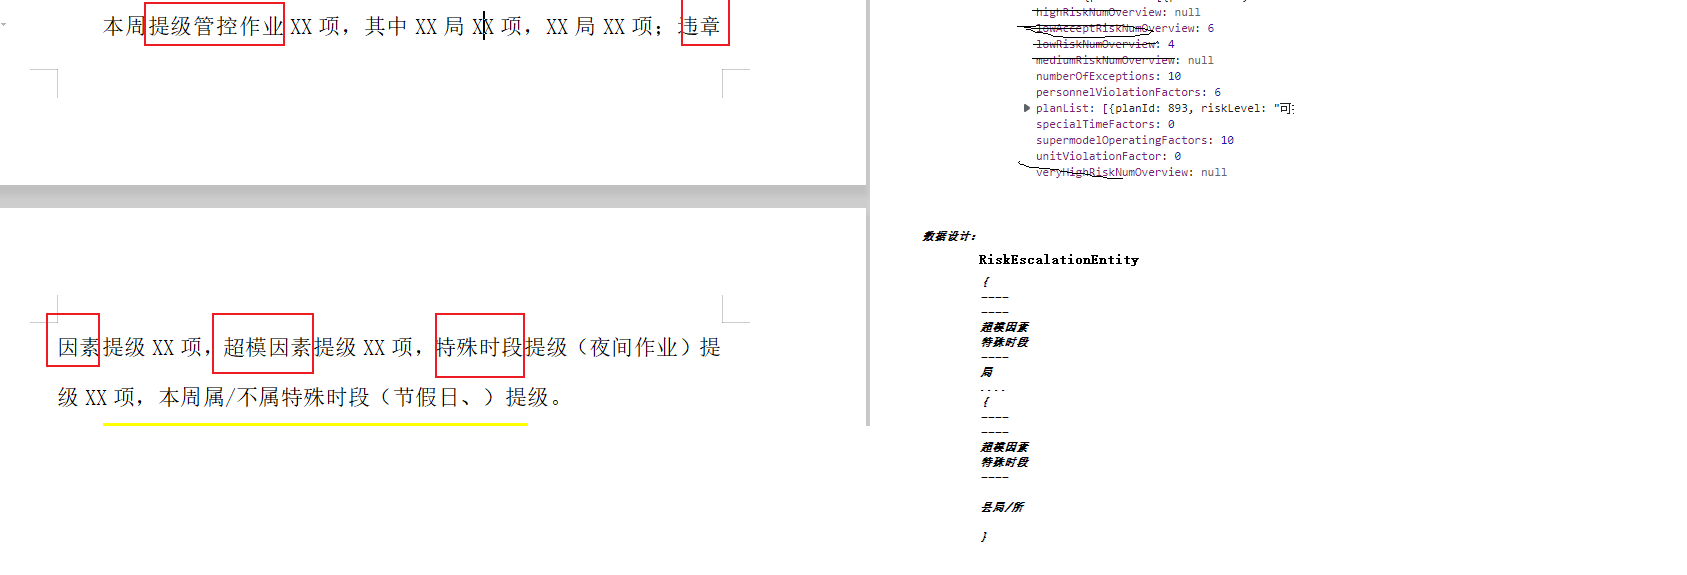 本周提级管控作业 XX 项，其中 XX 局 XX 项，XX 局 XX 项；违章
因素提级 XX 项，超模因素提级 XX 项，特殊时段提级（夜间作业）提
级 XX 项，本周属/不属特殊时段（节假日、）提级。
highRiskNumOverview: null
lowAcceptRiskNumOverview: 6
lowRiskNumOverview: 4
mediumRiskNumOverview: null
numberOfExceptions: 10
personnelViolationFactors: 6
planList: [{planId: 893, riskLevel: "可
specialTimeFactors: 0
supermodelOperatingFactors: 10
unitViolationFactor: 0
veryHighRiskNumOverview: null
数据设计：
RiskEscalationEntity
{
----
----
超模因素
特殊时段
----
局
....
{
----
----
超模因素
特殊时段
----
县局/所
}